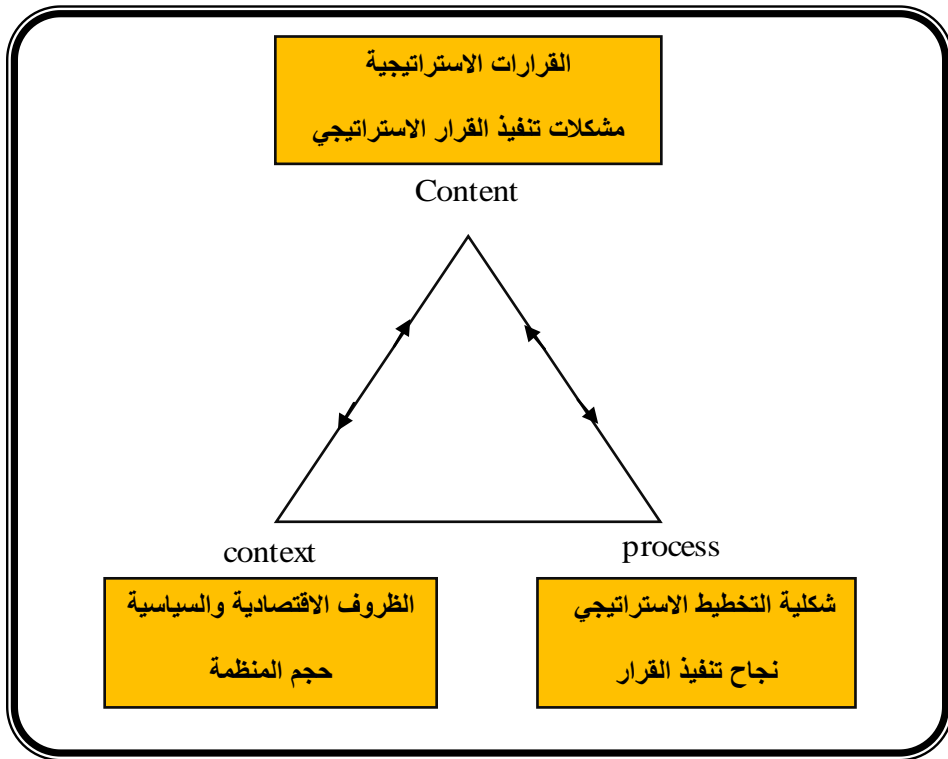 القرارات الاستراتيجية
مشكلات تنفيذ القرار الاستراتيجي
Content
context
process
الظروف الاقتصادية والسياسية
حجم المنظمة
شكلية التخطيط الاستراتيجي
نجاح تنفيذ القرار